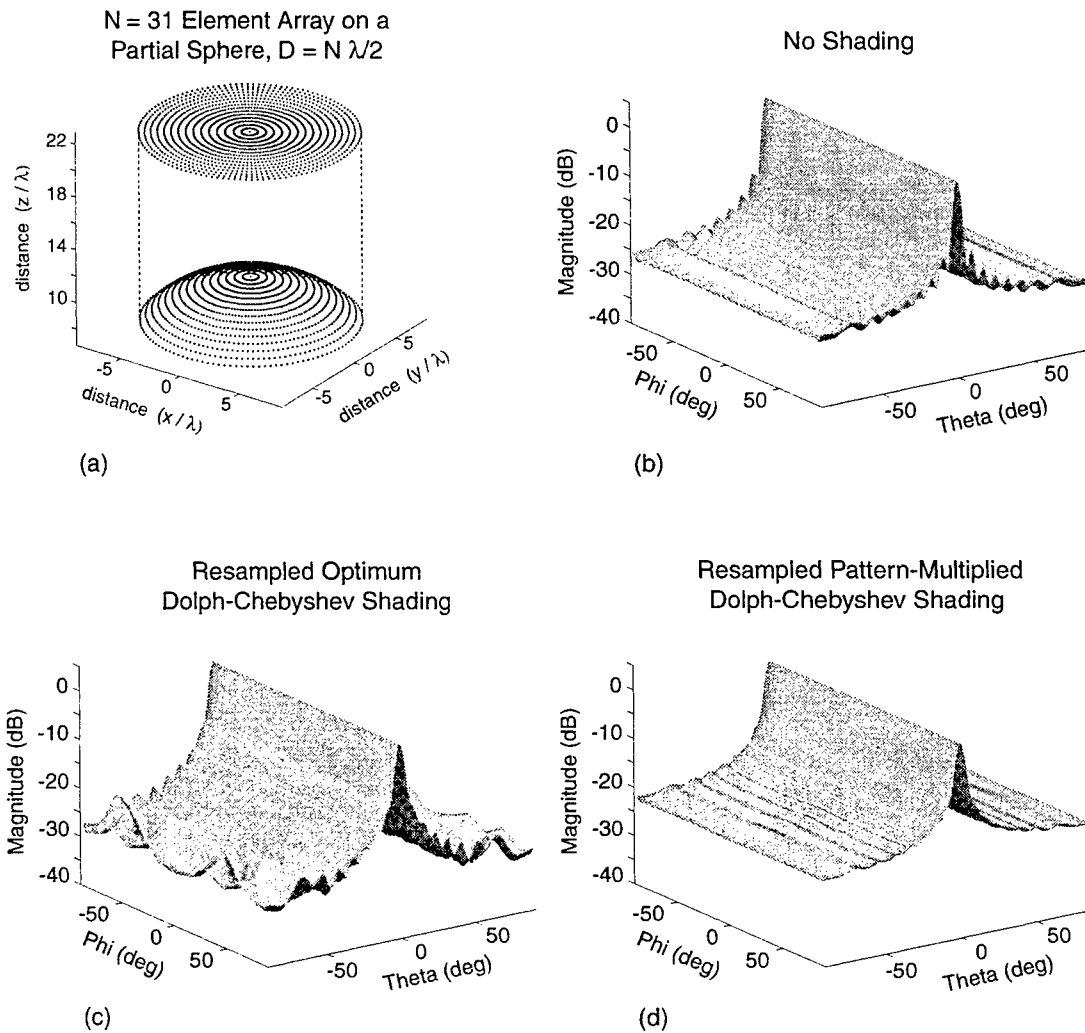 N = 31 Element Array on a
Partial Sphere, D = N λ/2
distance (z / λ)
22
18
14
10
-5
0
5
distance (x / λ)
-5
0
5
distance (y / λ)
(a)
No Shading
Magnitude (dB)
0
-10
-20
-30
-40
-50
0
50
Phi (deg)
-50
0
50
Theta (deg)
(b)
Resampled Optimum
Dolph-Chebyshev Shading
Magnitude (dB)
0
-10
-20
-30
-40
-50
0
50
Phi (deg)
-50
0
50
Theta (deg)
(c)
Resampled Pattern-Multiplied
Dolph-Chebyshev Shading
Magnitude (dB)
0
-10
-20
-30
-40
-50
0
50
Phi (deg)
-50
0
50
Theta (deg)
(d)